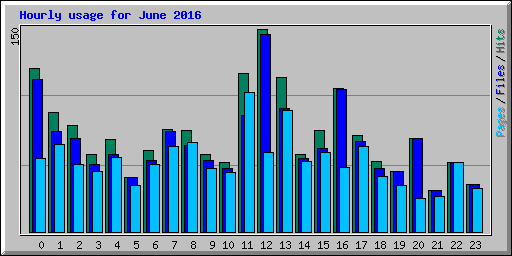 Hourly usage for June 2016
150
Pages / Files / Hits
0 1 2 3 4 5 6 7 8 9 10 11 12 13 14 15 16 17 18 19 20 21 22 23